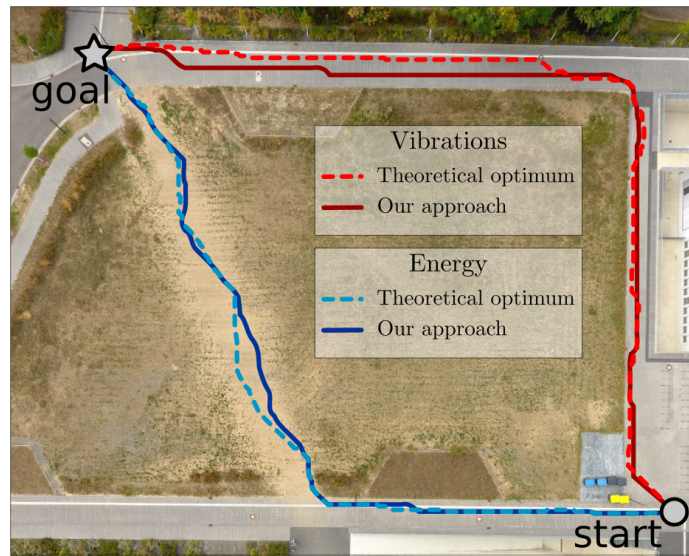 goal
Vibrations
Theoretical optimum
Our approach
Energy
Theoretical optimum
Our approach
start